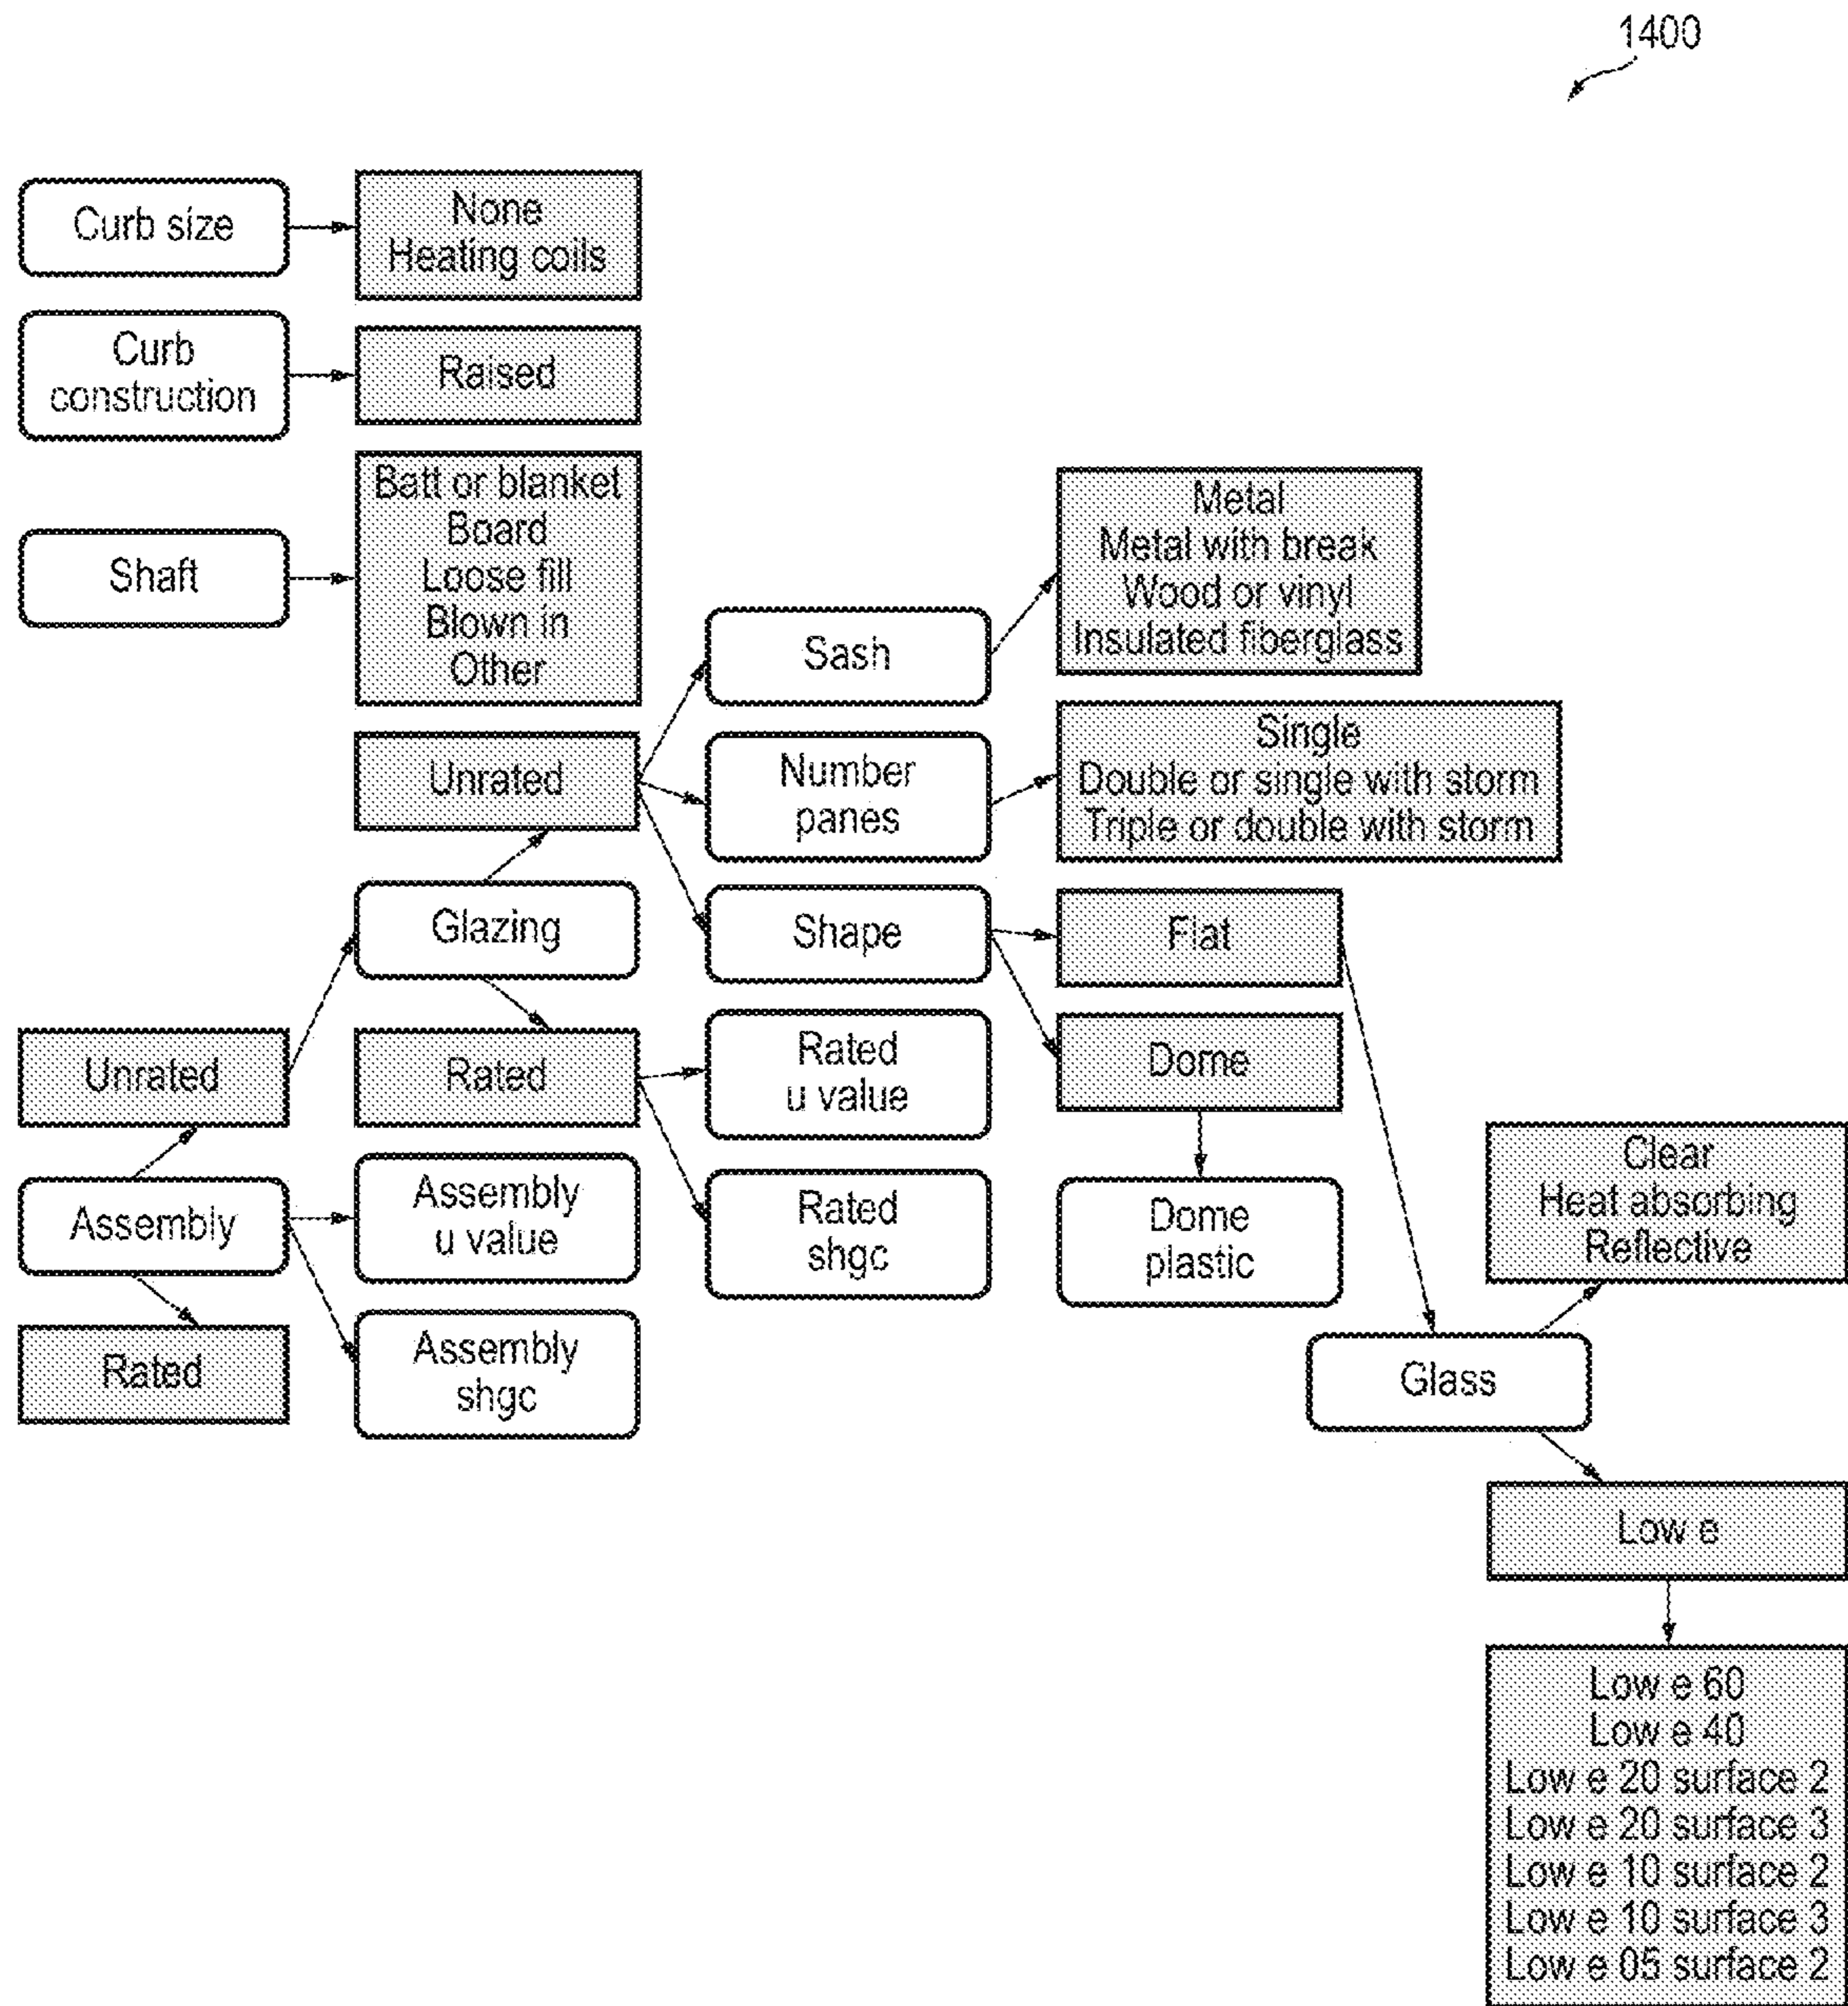 1400
Curb size
None
Heating coils
Curb
construction
Raised
Shaft
Batt or blanket
Board
Loose fill
Blown in
Other
Sash
Metal
Metal with break
Wood or vinyl
Insulated fiberglass
Unrated
Number
panes
Single
Double or single with storm
Triple or double with storm
Glazing
Shape
Flat
Unrated
Rated
Rated
u value
Dome
Assembly
Assembly
u value
Rated
shgc
Dome
plastic
Clear
Heat absorbing
Reflective
Rated
Assembly
shgc
Glass
Low e
Low e 60
Low e 40
Low e 20 surface 2
Low e 20 surface 3
Low e 10 surface 2
Low e 10 surface 3
Low e 05 surface 2